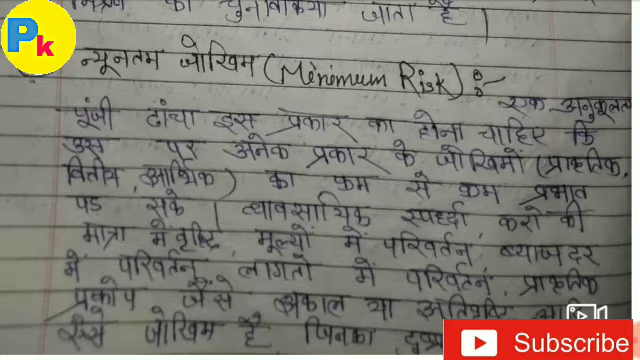 का चुनाव किया जाता है |
Pk
न्यूनतम जोखिम (Minimum Risk) :-
एक अनुकूलतम
पूंजी ढांचा इस प्रकार का होना चाहिए कि
उस पर अनेक प्रकार के जोखिमों (प्राकृतिक,
वित्तीय, आर्थिक) का कम से कम प्रभाव
पड सके | व्यावसायिक स्पर्द्धा, करो की
मात्रा में वृद्धि, मूल्यों में परिवर्तन, ब्याज दर
में परिवर्तन, लागतो में परिवर्तन, प्राकृतिक
प्रकोप जैसे अकाल या अतिवृष्टि
ऐसे जोखिम है जिनका
Subscribe